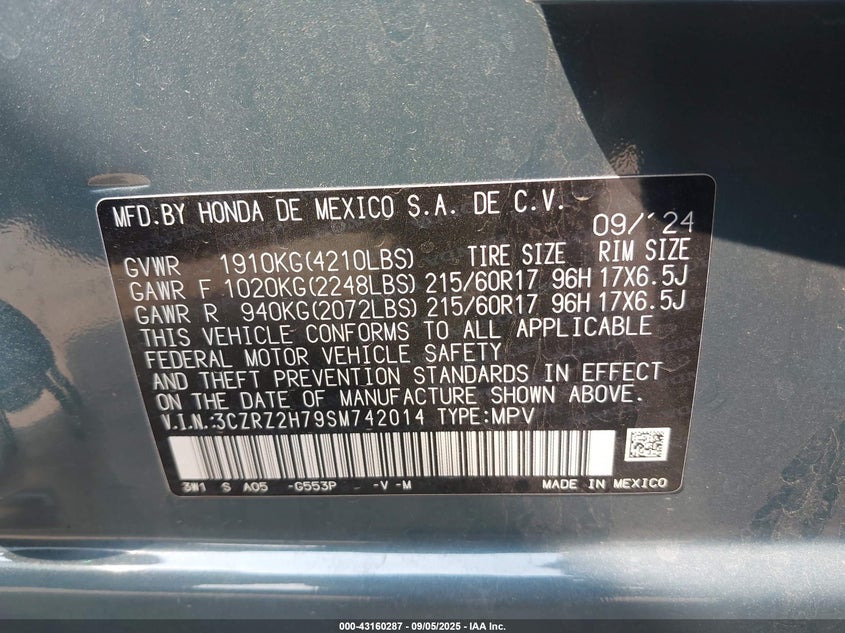 MFD.BY HONDA DE MEXICO S.A. DE C.V. 09/'24
GVWR 1910KG(4210LBS) TIRE SIZE RIM SIZE
GAWR F 1020KG(2248LBS) 215/60R17 96H 17X6.5J
GAWR R 940KG(2072LBS) 215/60R17 96H 17X6.5J
THIS VEHICLE CONFORMS TO ALL APPLICABLE
FEDERAL MOTOR VEHICLE SAFETY
AND THEFT PREVENTION STANDARDS IN EFFECT
ON THE DATE OF MANUFACTURE SHOWN ABOVE.
V.I.N.:3CZRZ2H79SM742014 TYPE:MPV
3W1 S A05 -G553P -V -M MADE IN MEXICO
000-43160287 - 09/05/2025 - IAA Inc.